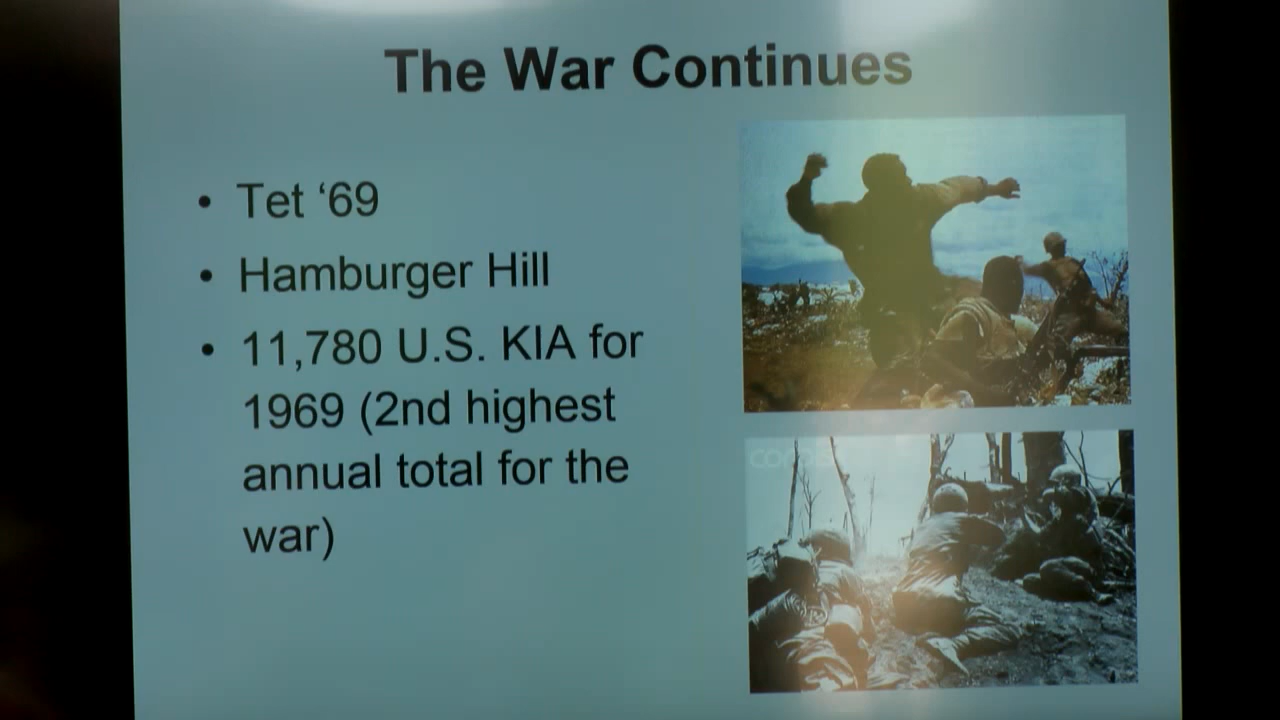 The War Continues
• Tet ‘69
• Hamburger Hill
• 11,780 U.S. KIA for
1969 (2nd highest
annual total for the
war)